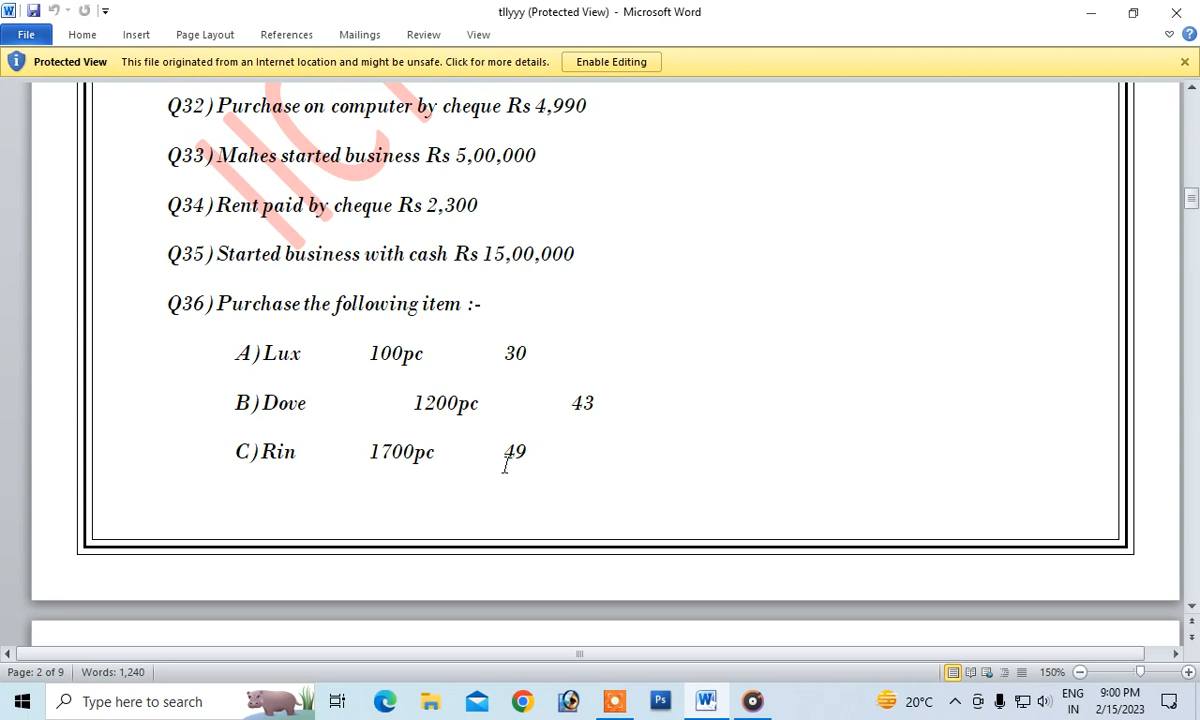 tllyyy (Protected View) - Microsoft Word
File Home Insert Page Layout References Mailings Review View
Protected View This file originated from an Internet location and might be unsafe. Click for more details. Enable Editing
Q32) Purchase on computer by cheque Rs 4,990
Q33) Mahes started business Rs 5,00,000
Q34) Rent paid by cheque Rs 2,300
Q35) Started business with cash Rs 15,00,000
Q36) Purchase the following item :-
A) Lux 100pc 30
B) Dove 1200pc 43
C) Rin 1700pc 49
Page: 2 of 9 Words: 1,240 150%
Type here to search 20°C ENG IN 9:00 PM 2/15/2023